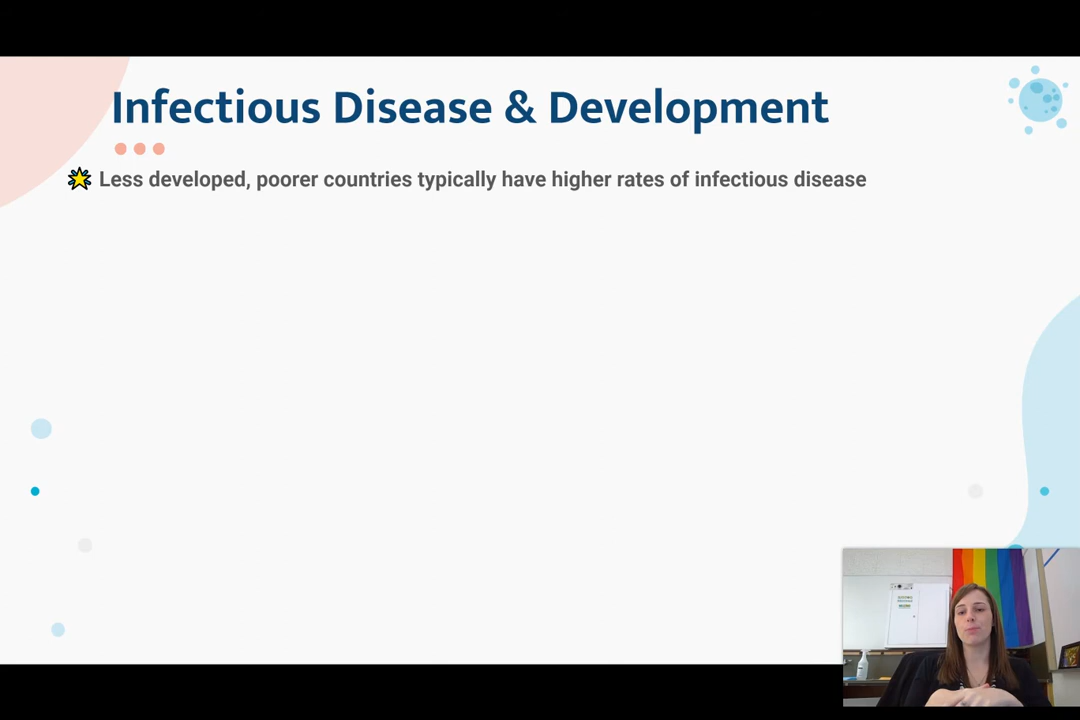 Infectious Disease & Development
Less developed, poorer countries typically have higher rates of infectious disease